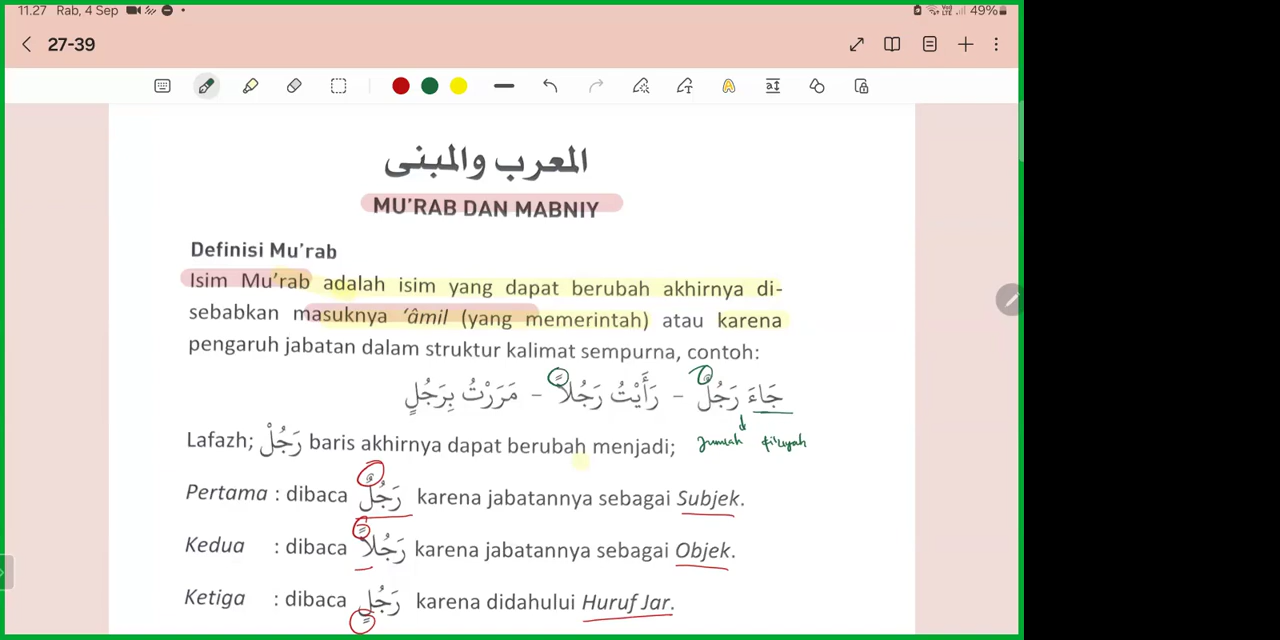 11.27 Rab, 4 Sep
49%
27-39
المعرب والمبنى
MU'RAB DAN MABNIY
Definisi Mu'rab
Isim Mu'rab adalah isim yang dapat berubah akhirnya di-
sebabkan masuknya 'âmil (yang memerintah) atau karena
pengaruh jabatan dalam struktur kalimat sempurna, contoh:
جَاءَ رَجُلٌ – رَأَيْتُ رَجُلاً – مَرَرْتُ بِرَجُلٍ
Lafazh; رَجُلْ baris akhirnya dapat berubah menjadi;
Jumlah fi'liyah
Pertama : dibaca رَجُلٌ karena jabatannya sebagai Subjek.
Kedua : dibaca رَجُلاً karena jabatannya sebagai Objek.
Ketiga : dibaca رَجُلٍ karena didahului Huruf Jar.